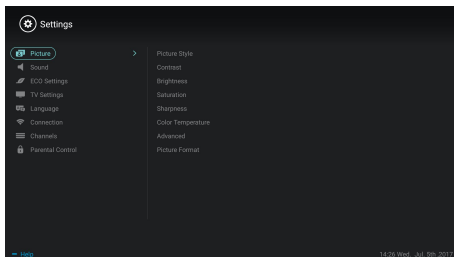 Settings
Picture
Sound
ECO Settings
TV Settings
Language
Connection
Channels
Parental Control
Picture Style
Contrast
Brightness
Saturation
Sharpness
Color Temperature
Advanced
Picture Format
Help
14:26 Wed. Jul. 5th ,2017